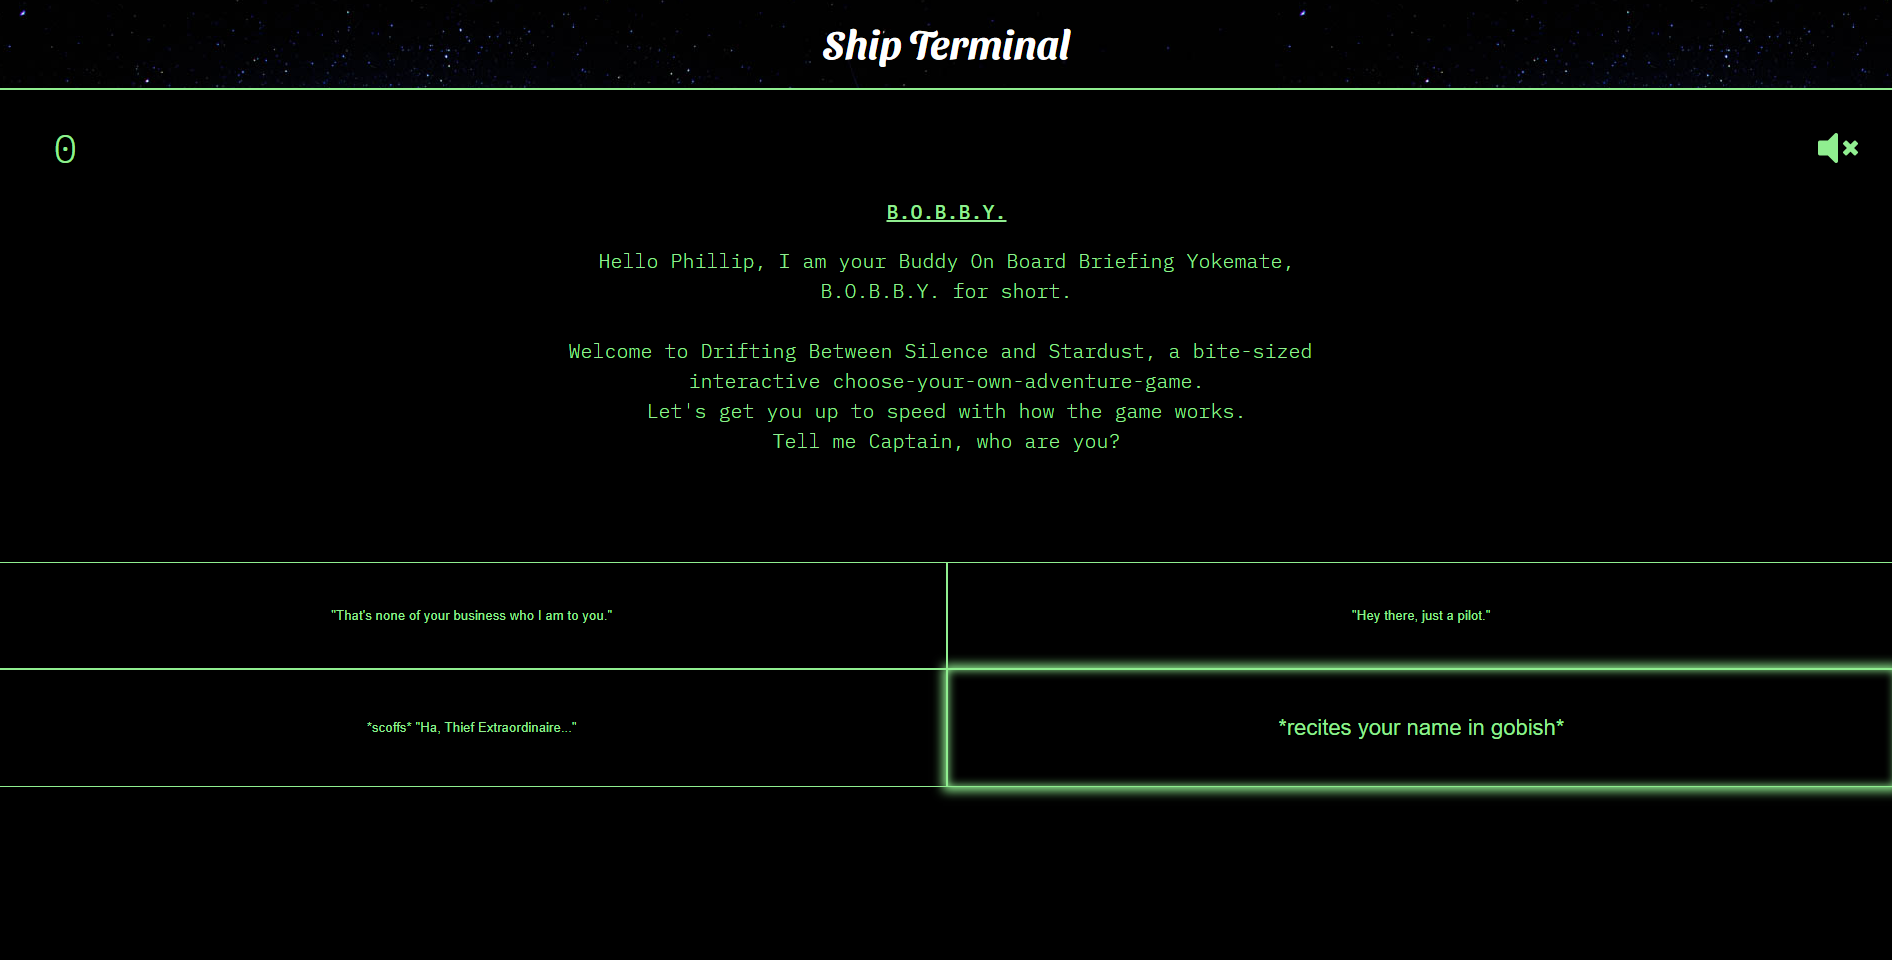 Ship Terminal
0
B.O.B.B.Y.
Hello Phillip, I am your Buddy On Board Briefing Yokemate,
B.O.B.B.Y. for short.
Welcome to Drifting Between Silence and Stardust, a bite-sized
interactive choose-your-own-adventure-game.
Let's get you up to speed with how the game works.
Tell me Captain, who are you?
"That's none of your business who I am to you."
"Hey there, just a pilot."
*scoffs* "Ha, Thief Extraordinaire..."
*recites your name in gobish*